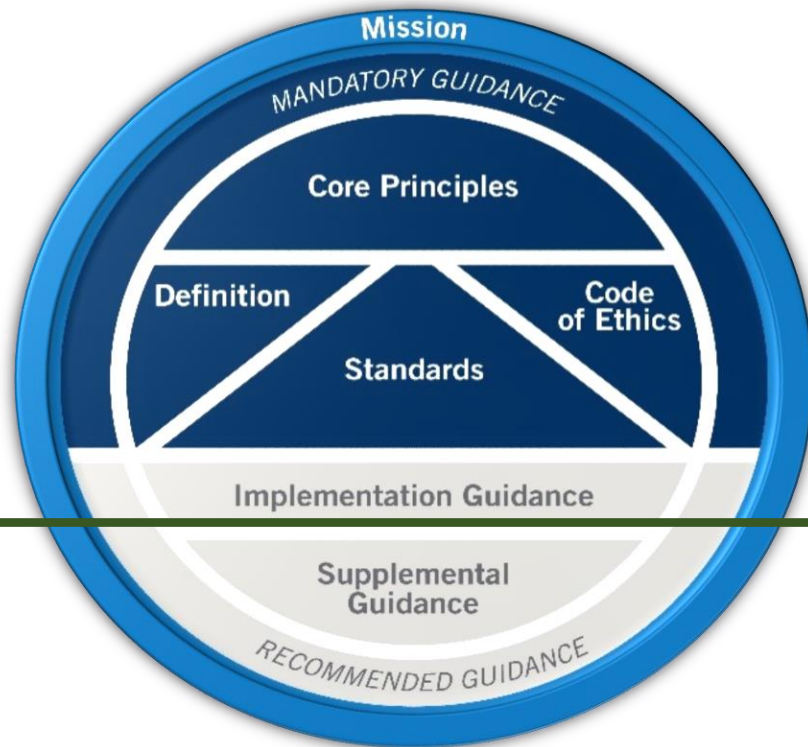 Mission
MANDATORY GUIDANCE
Core Principles
Definition
Code
of Ethics
Standards
Implementation Guidance
Supplemental
Guidance
RECOMMENDED GUIDANCE